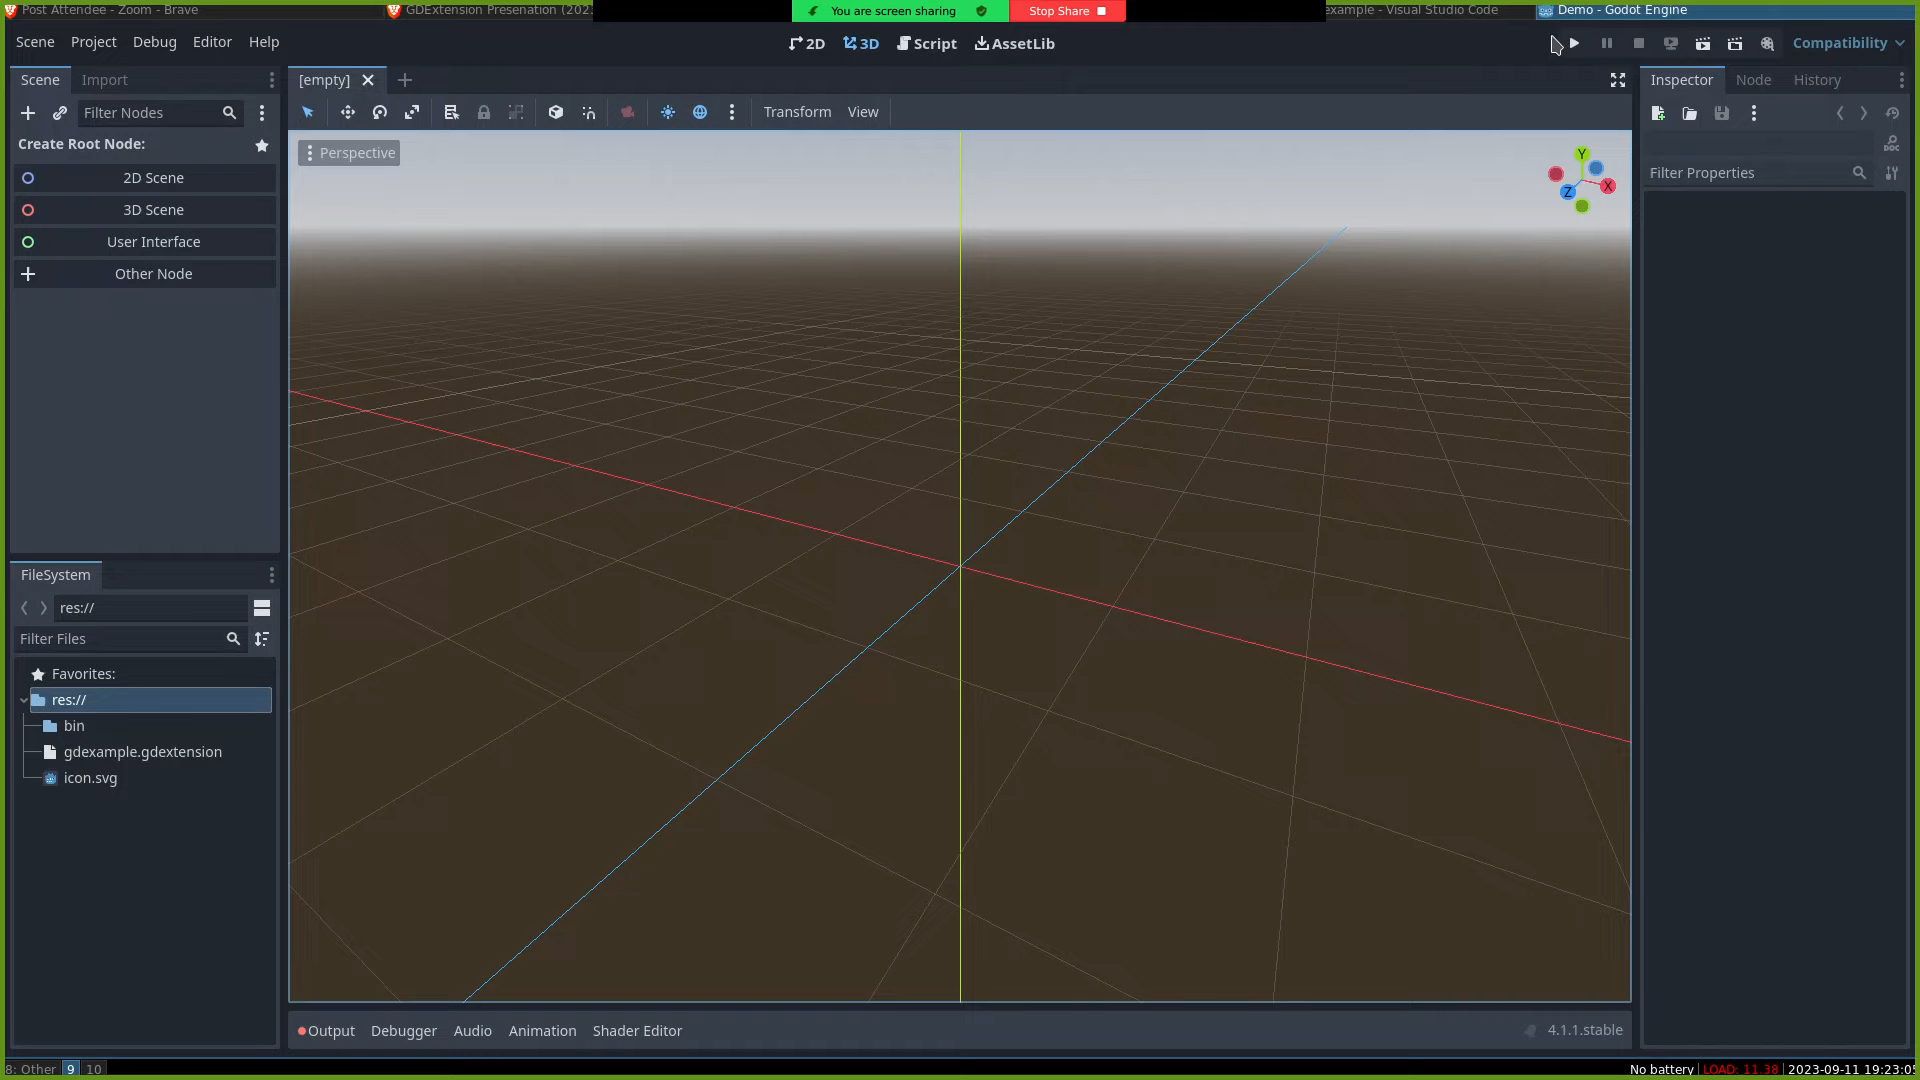 Post Attendee - Zoom - Brave
GDExtension Presenation (202
You are screen sharing
Stop Share
example - Visual Studio Code
Demo - Godot Engine
Scene Project Debug Editor Help
2D 3D Script AssetLib
Compatibility
Scene Import
[empty]
Inspector Node History
Filter Nodes
Transform View
Create Root Node:
2D Scene
3D Scene
User Interface
Other Node
Perspective
Y
X
Z
DOC
Filter Properties
FileSystem
res://
Filter Files
Favorites:
res://
bin
gdexample.gdextension
icon.svg
Output Debugger Audio Animation Shader Editor
4.1.1.stable
8: Other 9 10
No battery LOAD: 11.38 2023-09-11 19:23:05